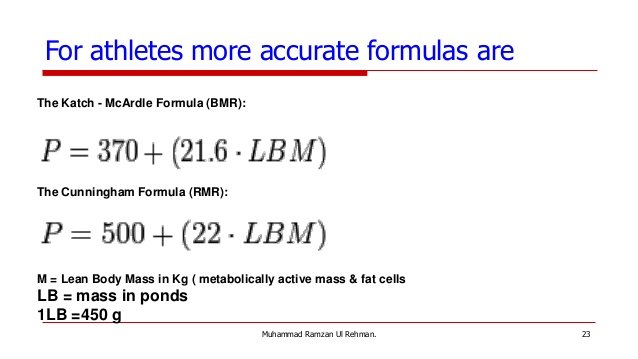 For athletes more accurate formulas are
The Katch - McArdle Formula (BMR):
P = 370 + (21.6 · LBM)
The Cunningham Formula (RMR):
P = 500 + (22 · LBM)
M = Lean Body Mass in Kg ( metabolically active mass & fat cells
LB = mass in ponds
1LB =450 g
Muhammad Ramzan Ul Rehman. 23